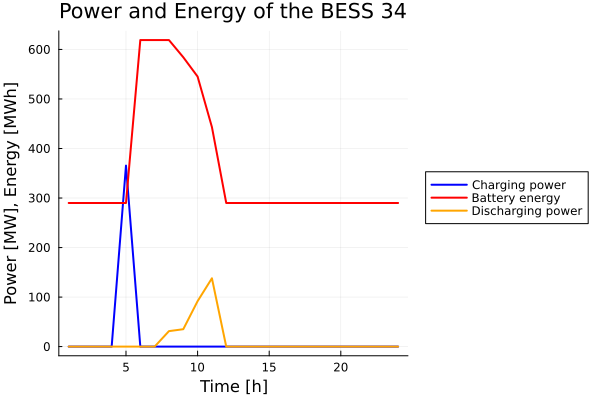 Power and Energy of the BESS 34
Power [MW], Energy [MWh]
600
500
400
300
200
100
0
5 10 15 20
Time [h]
Charging power
Battery energy
Discharging power